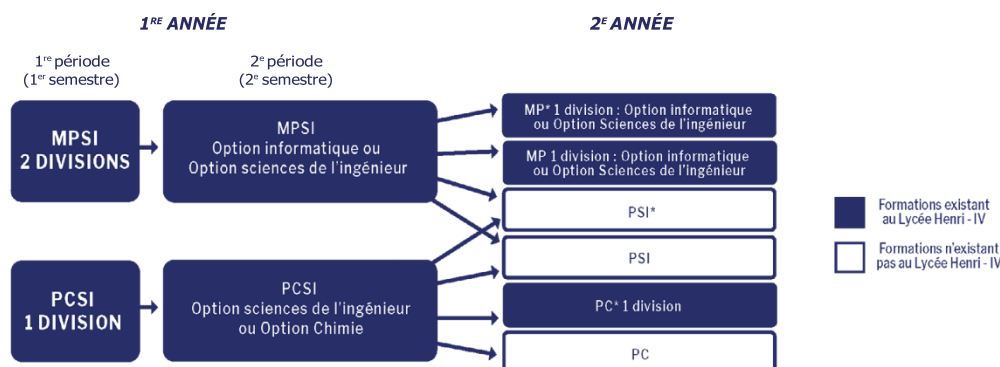 1RE ANNÉE
2E ANNÉE
1re période
(1er semestre)
2e période
(2e semestre)
MPSI
2 DIVISIONS
MPSI
Option informatique ou
Option sciences de l'ingénieur
MP* 1 division : Option informatique
ou Option Sciences de l'ingénieur
MP 1 division : Option informatique
ou Option Sciences de l'ingénieur
PSI*
PSI
PCSI
1 DIVISION
PCSI
Option sciences de l'ingénieur
ou Option Chimie
PC* 1 division
PC
Formations existant
au Lycée Henri - IV
Formations n'existant
pas au Lycée Henri - IV